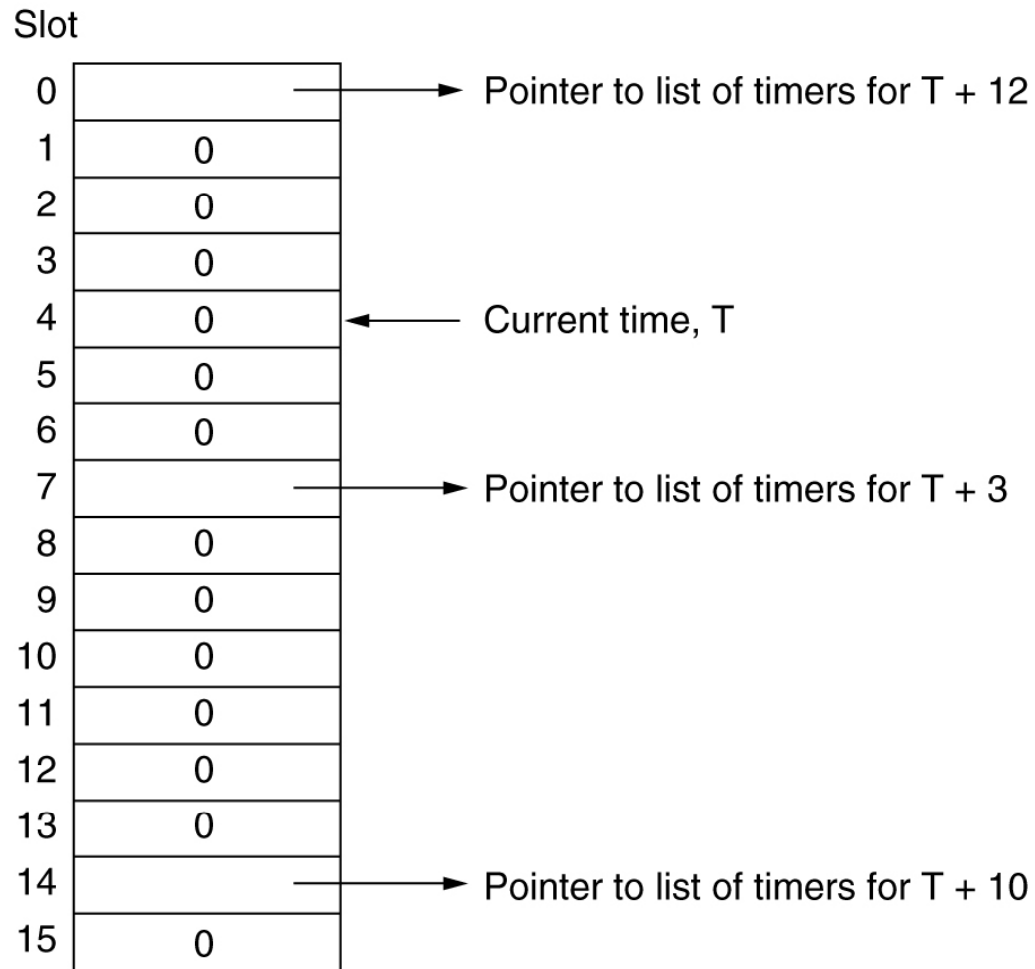 Slot
0 Pointer to list of timers for T + 12
1 0
2 0
3 0
4 0 Current time, T
5 0
6 0
7 Pointer to list of timers for T + 3
8 0
9 0
10 0
11 0
12 0
13 0
14 Pointer to list of timers for T + 10
15 0